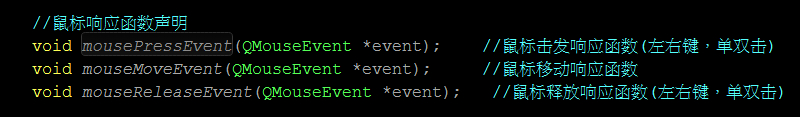 //鼠标响应函数声明
void mousePressEvent(QMouseEvent *event);    //鼠标击发响应函数(左右键，单双击)
void mouseMoveEvent(QMouseEvent *event);     //鼠标移动响应函数
void mouseReleaseEvent(QMouseEvent *event);   //鼠标释放响应函数(左右键，单双击)